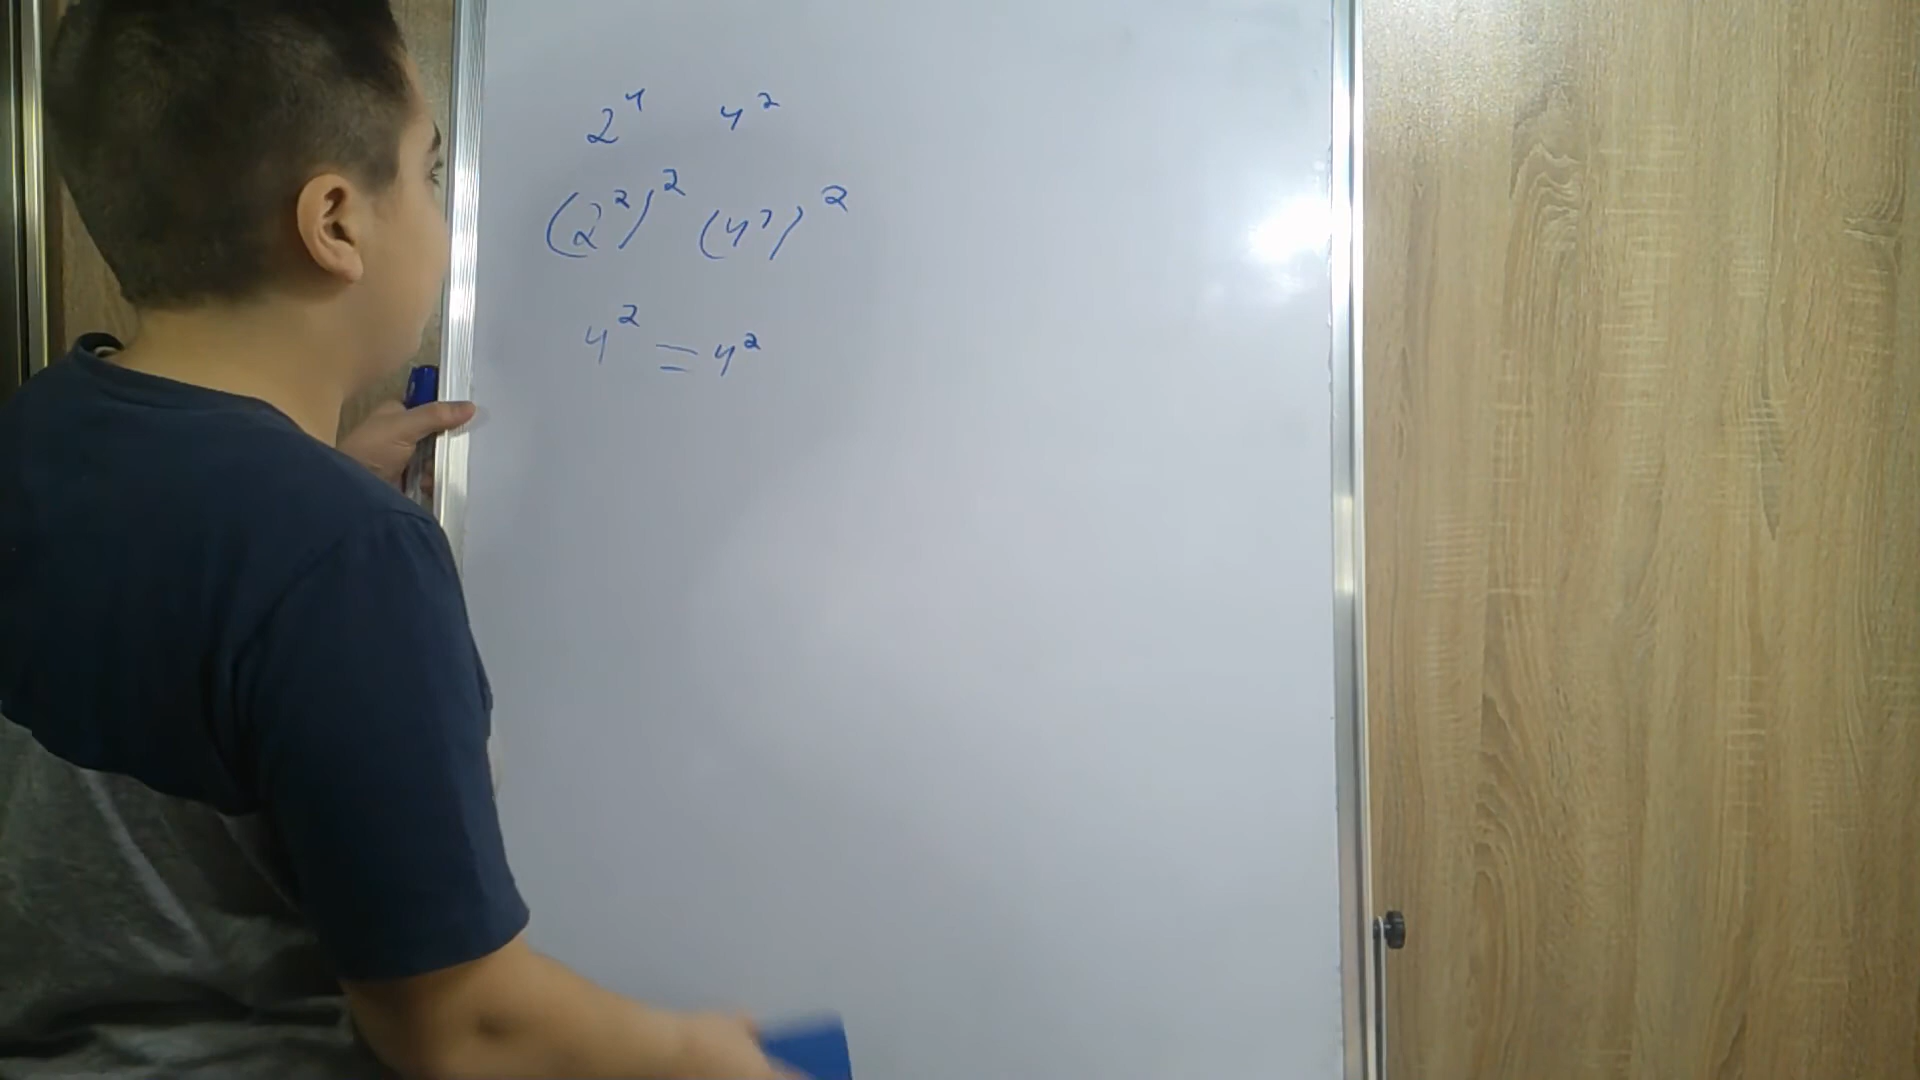 2⁴ 4²
(2²)² (4¹)²
4² = 4²